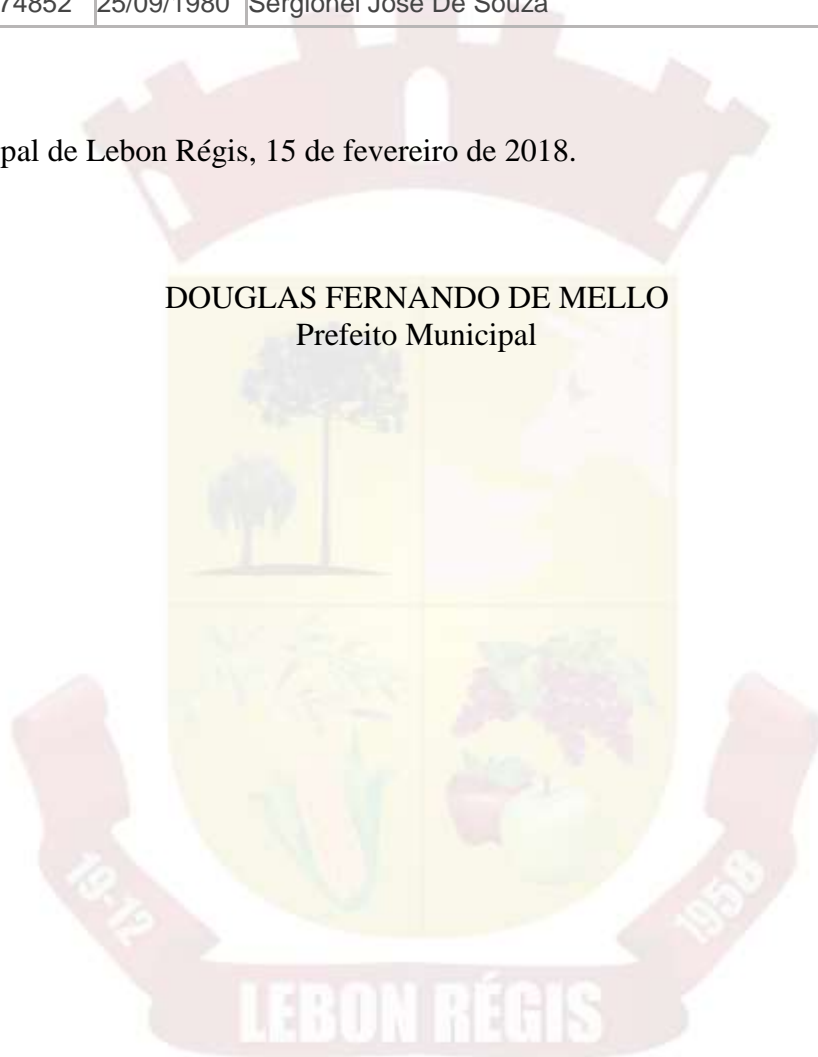 74852 25/09/1980 Sergionei José De Souza
pal de Lebon Régis, 15 de fevereiro de 2018.
DOUGLAS FERNANDO DE MELLO
Prefeito Municipal
19-12
1958
LEBON RÉGIS